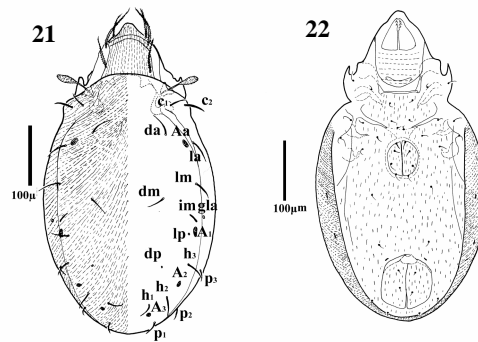 21
22
c₁ c₂
da Aa
la
100μ
100μm
dm lm
im gla
lp A₁
dp h₃
A₂ p₃
h₁ h₂
A₃ p₂
p₁